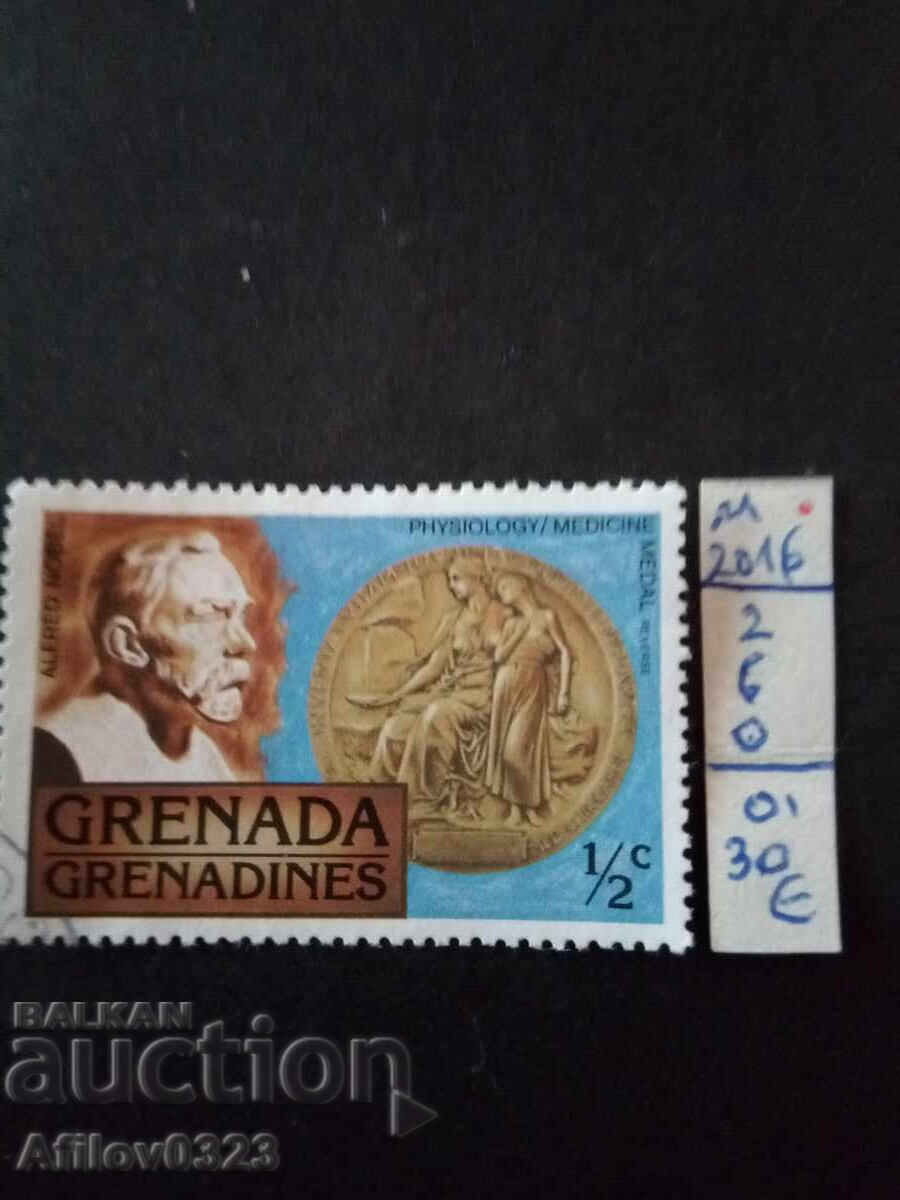 ALFRED NOBEL
PHYSIOLOGY/MEDICINE
MEDAL REVERSE
GRENADA
GRENADINES
1/2c
2016
2
6
0
0,
30€
BALKAN
auction
Afilov0323